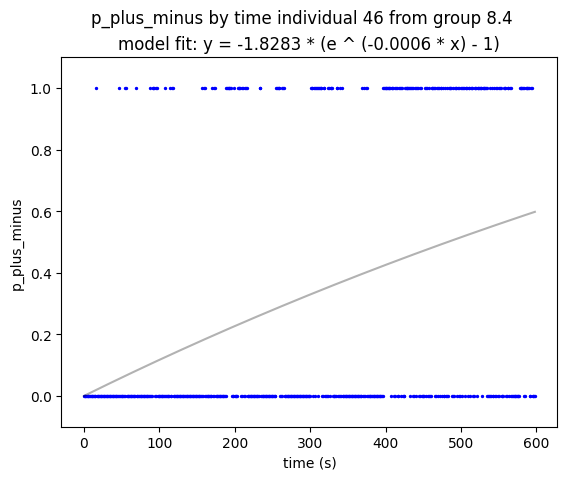 p_plus_minus by time individual 46 from group 8.4
model fit: y = -1.8283 * (e ^ (-0.0006 * x) - 1)
1.0
0.8
0.6
0.4
0.2
0.0
p_plus_minus
0 100 200 300 400 500 600
time (s)